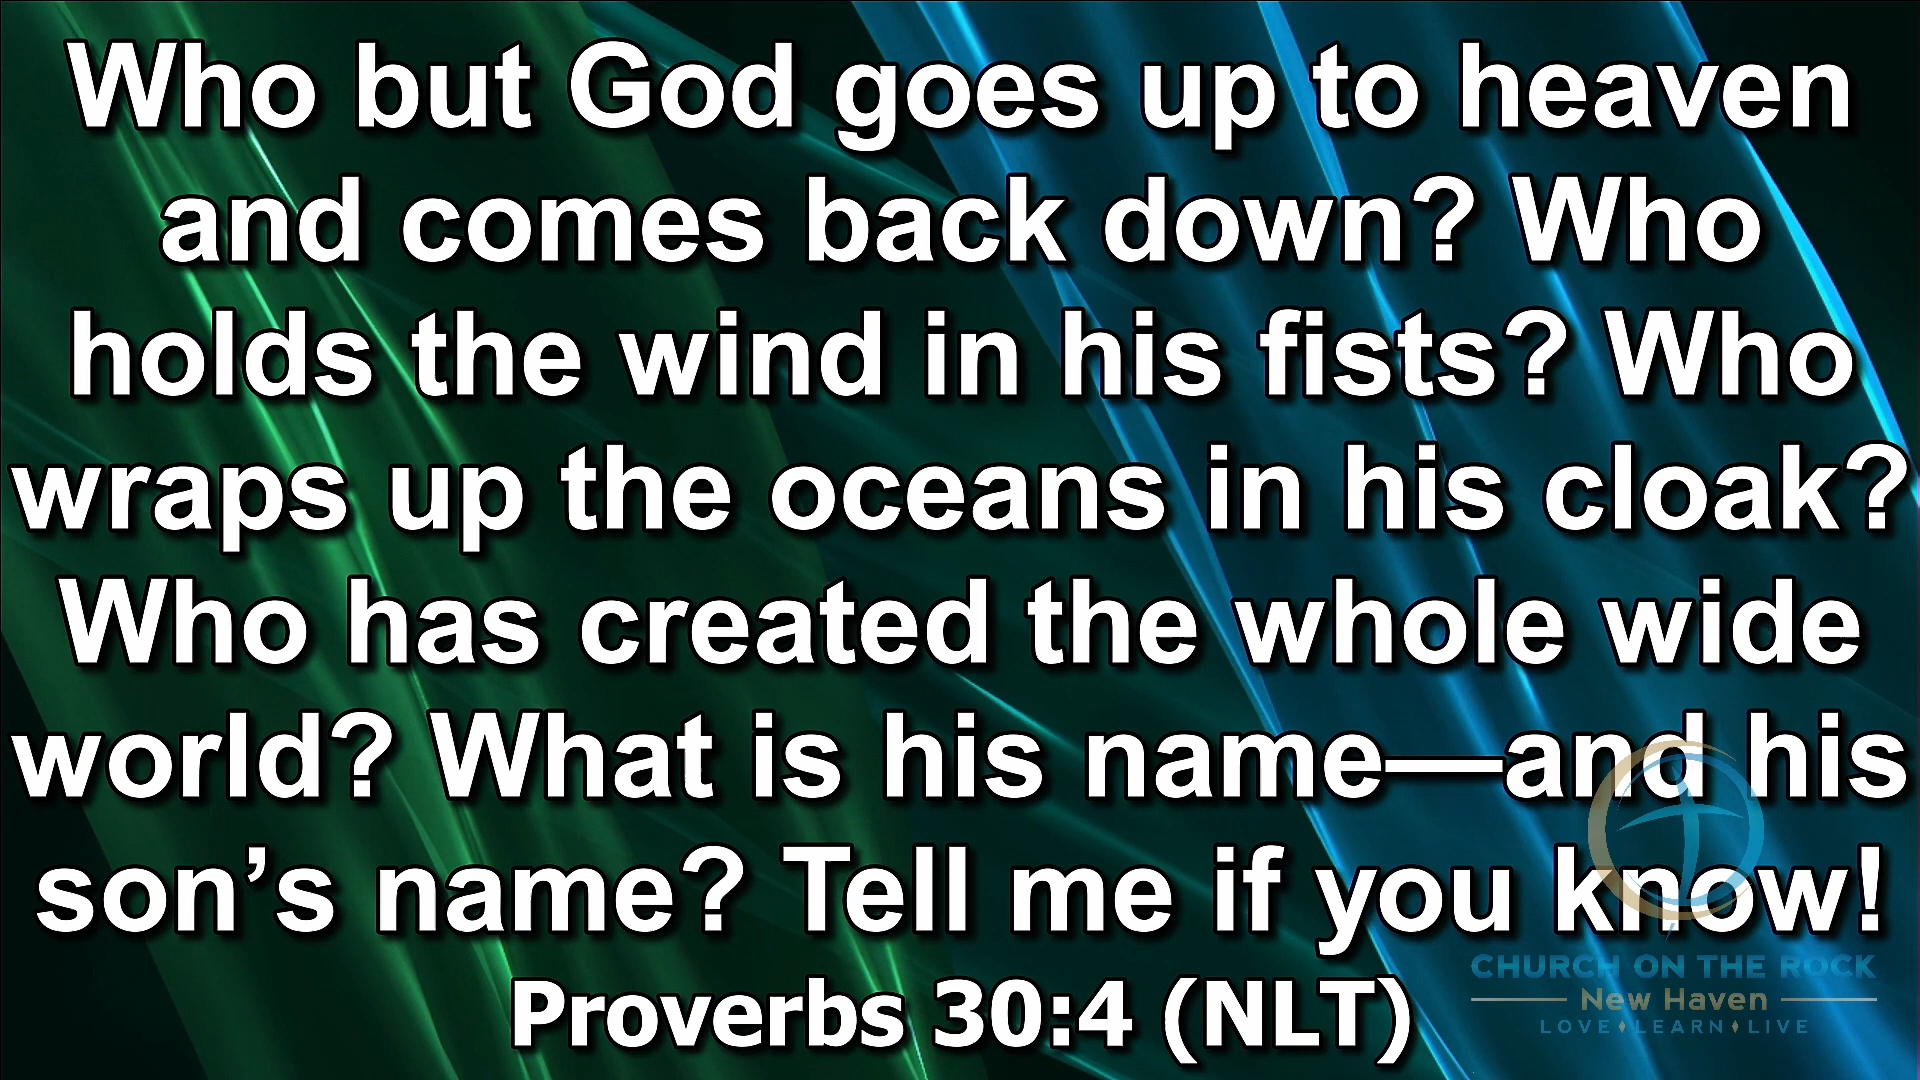 Who but God goes up to heaven
and comes back down? Who
holds the wind in his fists? Who
wraps up the oceans in his cloak?
Who has created the whole wide
world? What is his name—and his
son’s name? Tell me if you know!
Proverbs 30:4 (NLT)
CHURCH ON THE ROCK
New Haven
LOVE♦LEARN♦LIVE